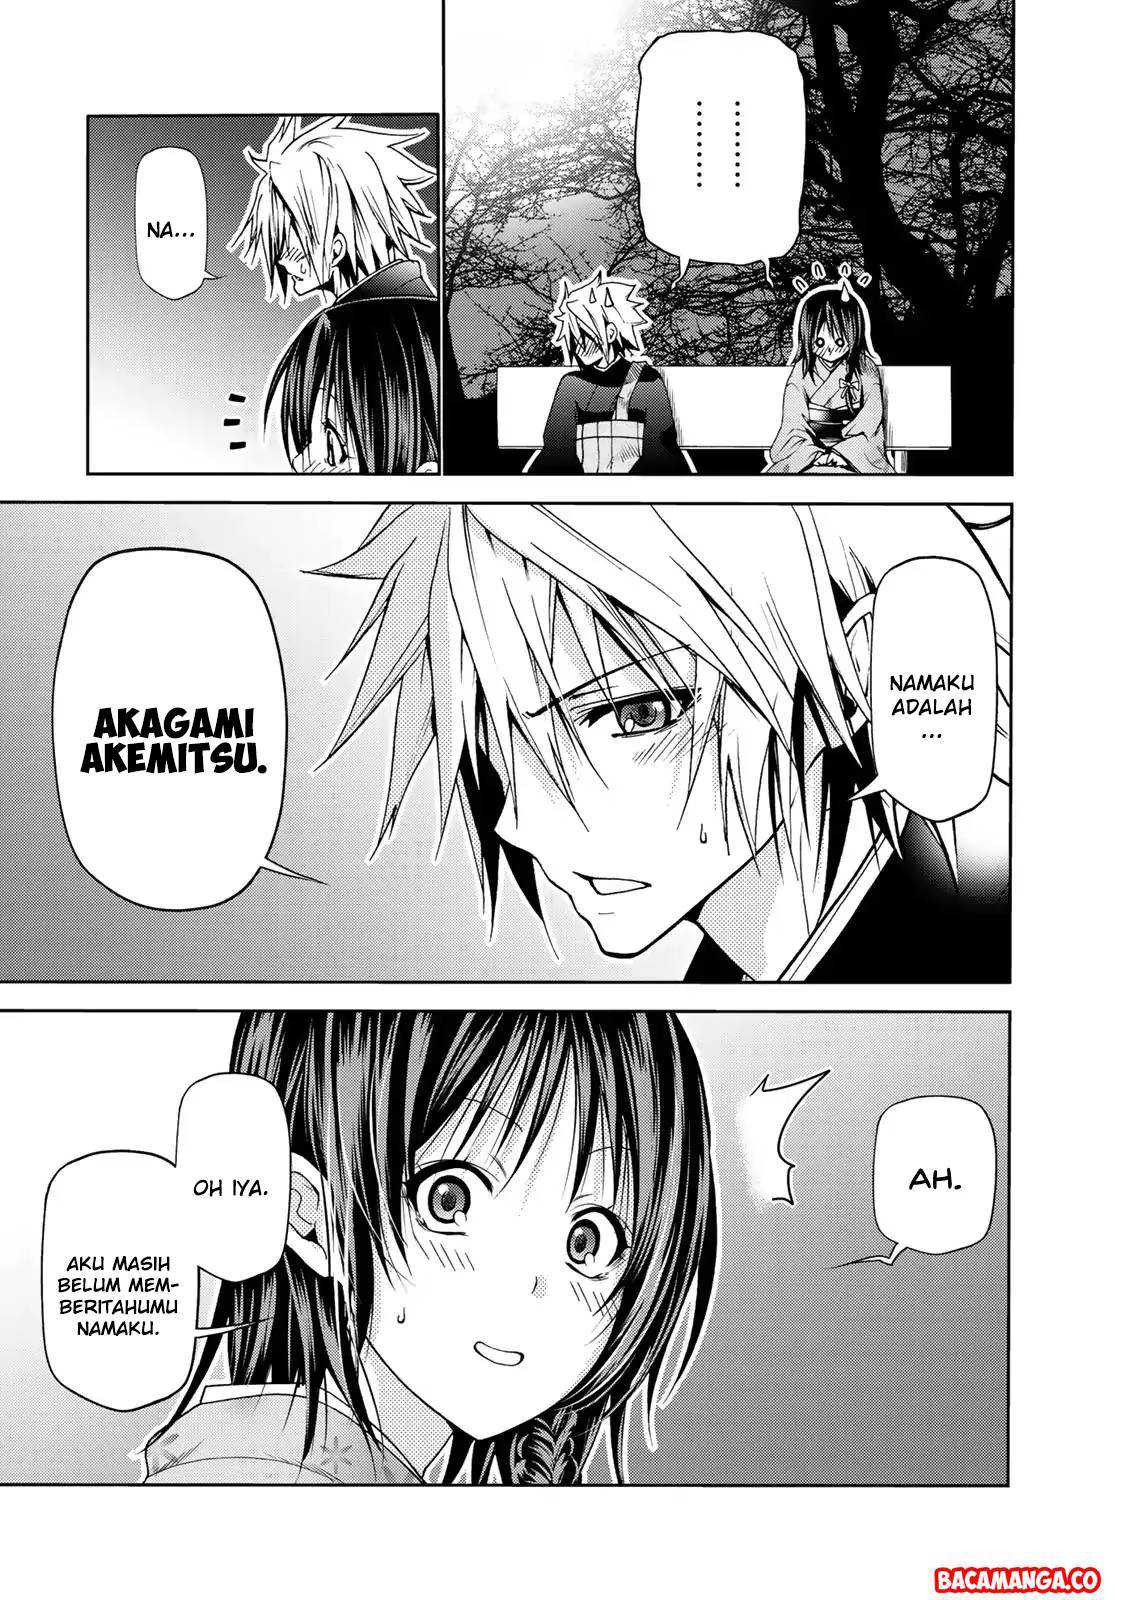 NA...
NAMAKU
ADALAH
...
AKAGAMI
AKEMITSU.
AH.
OH IYA.
AKU MASIH
BELUM MEM-
BERITAHUMU
NAMAKU.
BACAMANGA.CO